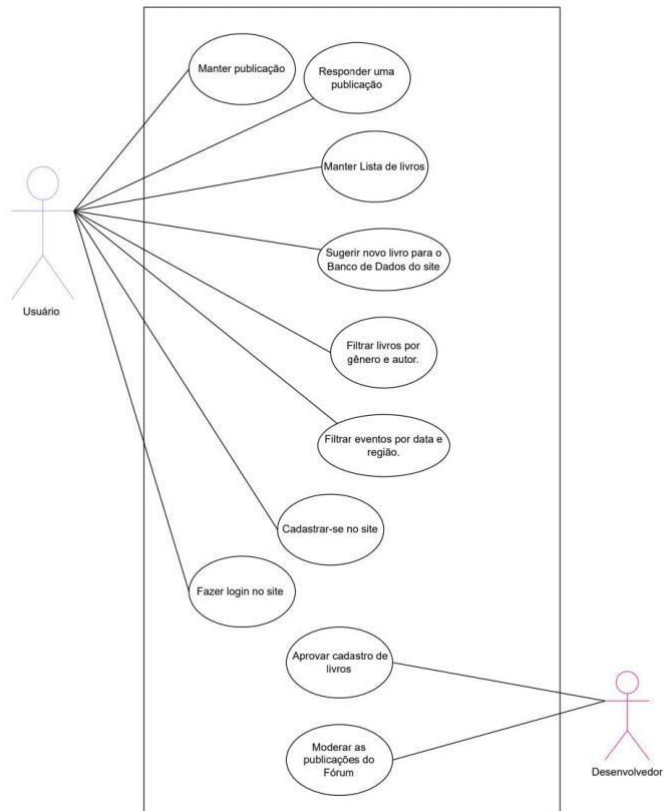 Manter publicação
Responder uma
publicação
Manter Lista de livros
Sugerir novo livro para o
Banco de Dados do site
Usuário
Filtrar livros por
gênero e autor.
Filtrar eventos por data e
região.
Cadastrar-se no site
Fazer login no site
Aprovar cadastro de
livros
Moderar as
publicações do
Fórum
Desenvolvedor